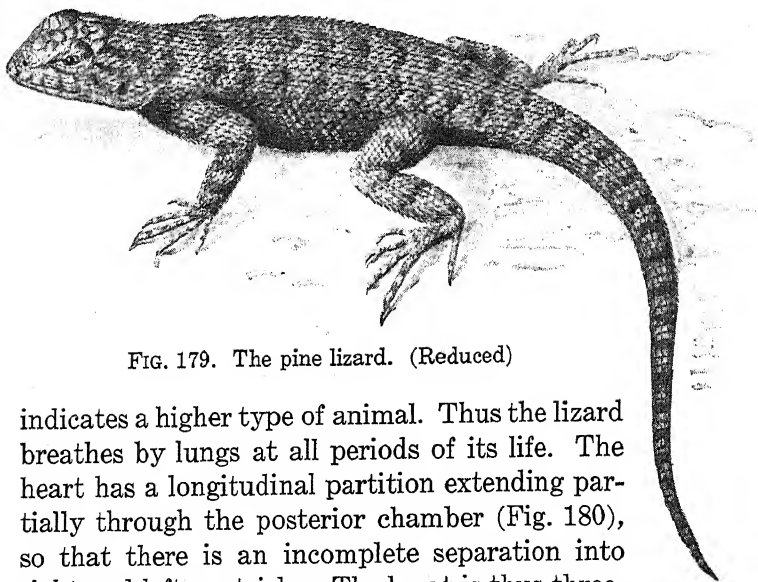 FIG. 179. The pine lizard. (Reduced)
indicates a higher type of animal. Thus the lizard
breathes by lungs at all periods of its life. The
heart has a longitudinal partition extending par-
tially through the posterior chamber (Fig. 180),
so that there is an incomplete separation into